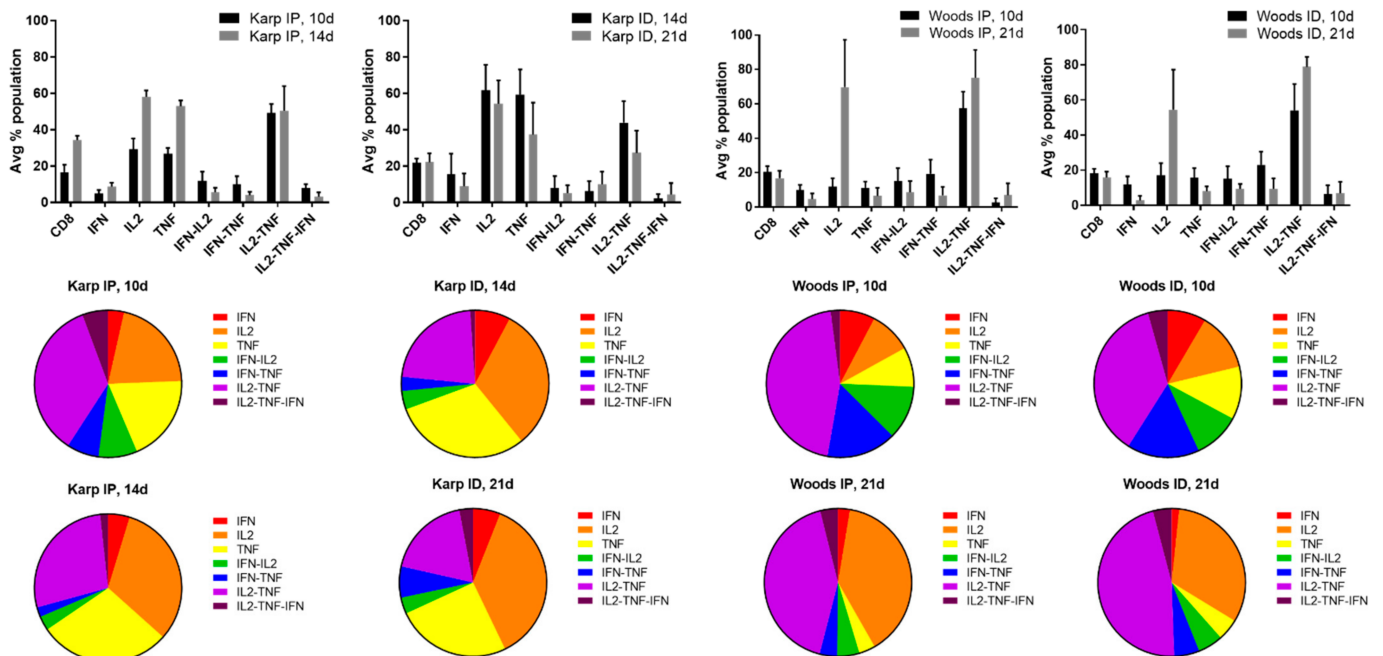 Karp IP, 10d
Karp IP, 14d
Avg % population
100
80
60
40
20
0
CD8
IFN
IL2
TNF
IFN-IL2
IFN-TNF
IL2-TNF
IL2-TNF-IFN
Karp ID, 14d
Karp ID, 21d
Avg % population
100
80
60
40
20
0
CD8
IFN
IL2
TNF
IFN-IL2
IFN-TNF
IL2-TNF
IL2-TNF-IFN
Woods IP, 10d
Woods IP, 21d
Avg % population
100
80
60
40
20
0
CD8
IFN
IL2
TNF
IFN-IL2
IFN-TNF
IL2-TNF
IL2-TNF-IFN
Woods ID, 10d
Woods ID, 21d
Avg % population
100
80
60
40
20
0
CD8
IFN
IL2
TNF
IFN-IL2
IFN-TNF
IL2-TNF
IL2-TNF-IFN
Karp IP, 10d
IFN
IL2
TNF
IFN-IL2
IFN-TNF
IL2-TNF
IL2-TNF-IFN
Karp ID, 14d
IFN
IL2
TNF
IFN-IL2
IFN-TNF
IL2-TNF
IL2-TNF-IFN
Woods IP, 10d
IFN
IL2
TNF
IFN-IL2
IFN-TNF
IL2-TNF
IL2-TNF-IFN
Woods ID, 10d
IFN
IL2
TNF
IFN-IL2
IFN-TNF
IL2-TNF
IL2-TNF-IFN
Karp IP, 14d
IFN
IL2
TNF
IFN-IL2
IFN-TNF
IL2-TNF
IL2-TNF-IFN
Karp ID, 21d
IFN
IL2
TNF
IFN-IL2
IFN-TNF
IL2-TNF
IL2-TNF-IFN
Woods IP, 21d
IFN
IL2
TNF
IFN-IL2
IFN-TNF
IL2-TNF
IL2-TNF-IFN
Woods ID, 21d
IFN
IL2
TNF
IFN-IL2
IFN-TNF
IL2-TNF
IL2-TNF-IFN